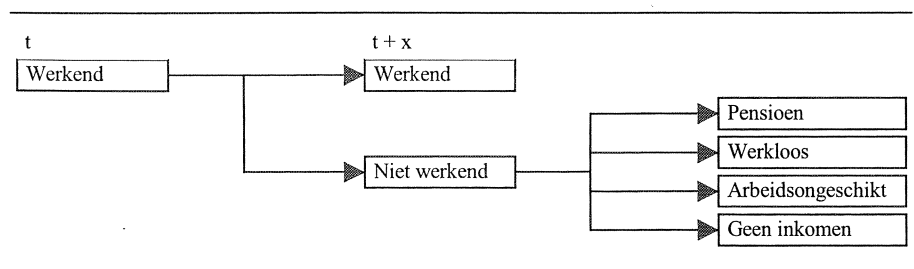 t
t + x
Werkend
Werkend
Niet werkend
Pensioen
Werkloos
Arbeidsongeschikt
Geen inkomen